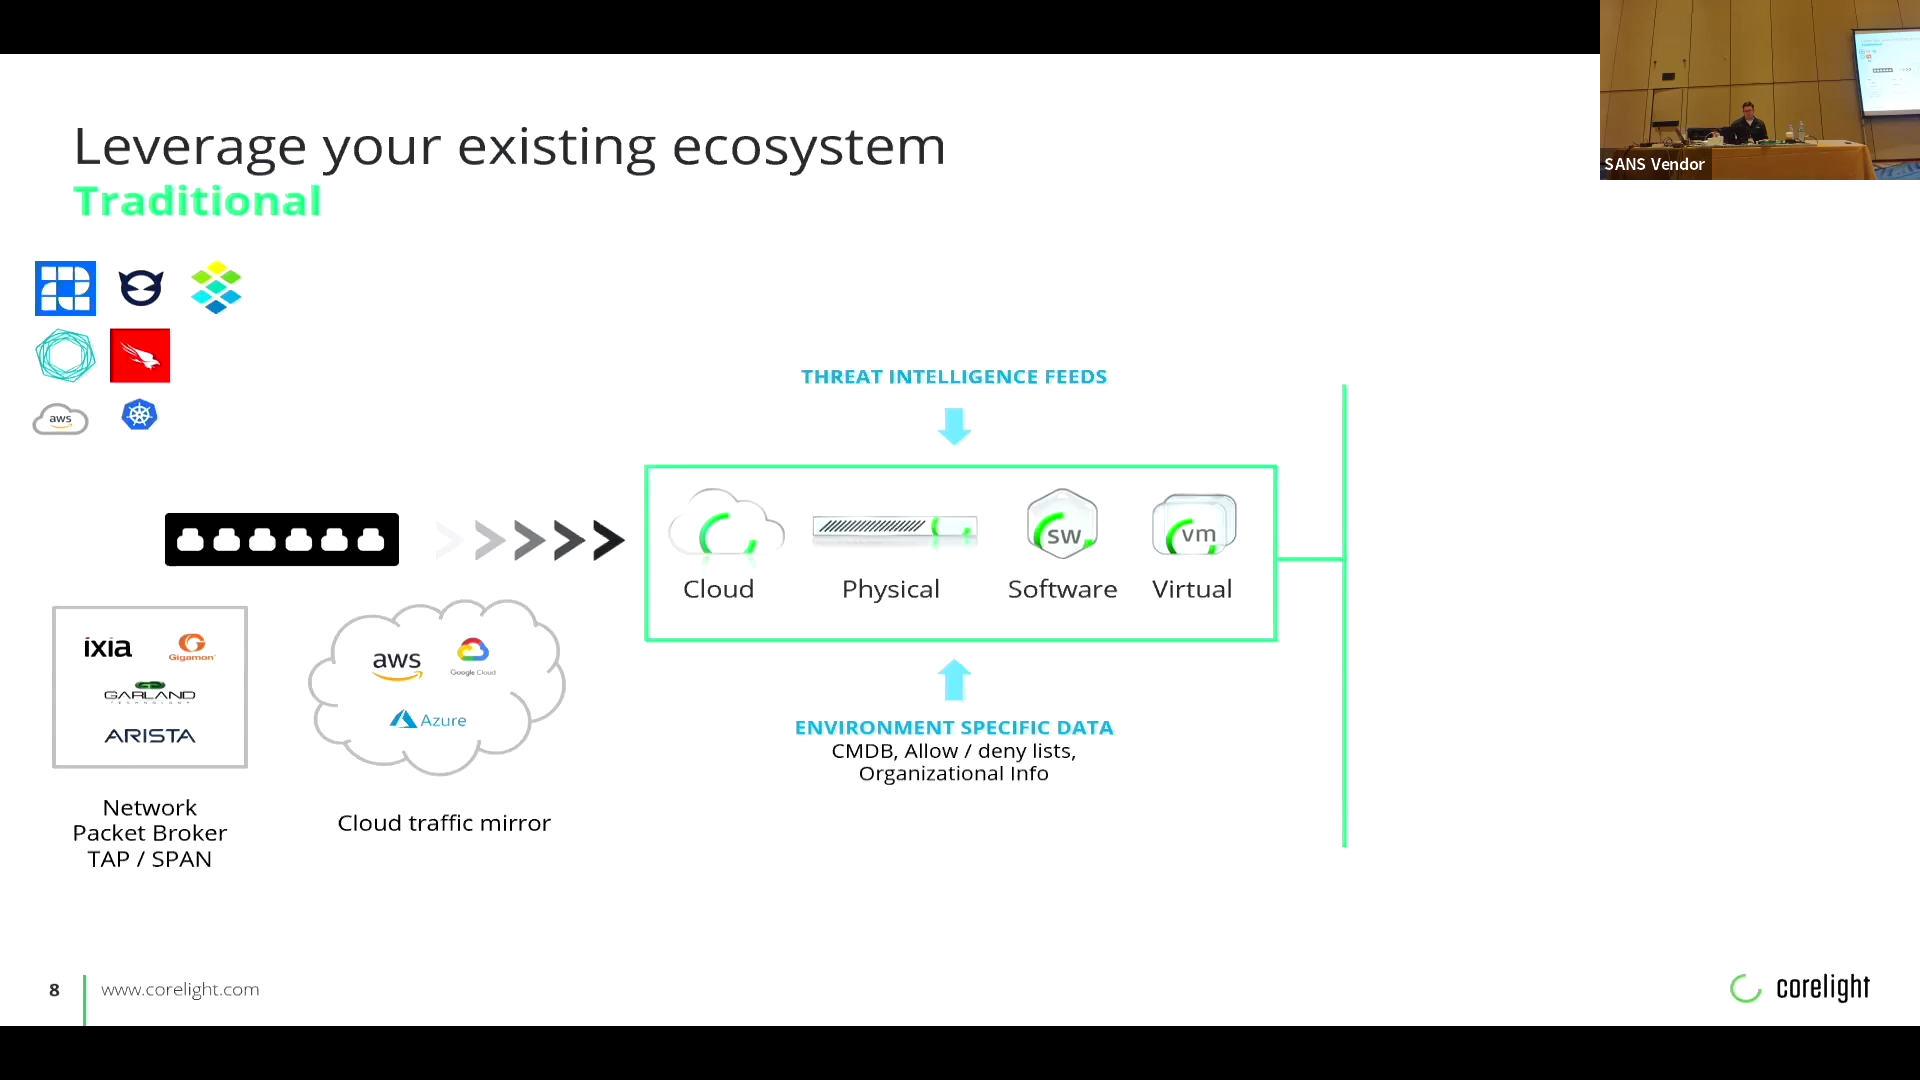 Leverage your existing ecosystem
Traditional
SANS Vendor
aws
THREAT INTELLIGENCE FEEDS
sw
vm
Cloud
Physical
Software
Virtual
ixia
Gigamon
GARLAND
TECHNOLOGY
ARISTA
aws
Google Cloud
Azure
ENVIRONMENT SPECIFIC DATA
CMDB, Allow / deny lists,
Organizational Info
Network
Packet Broker
TAP / SPAN
Cloud traffic mirror
8
www.corelight.com
corelight